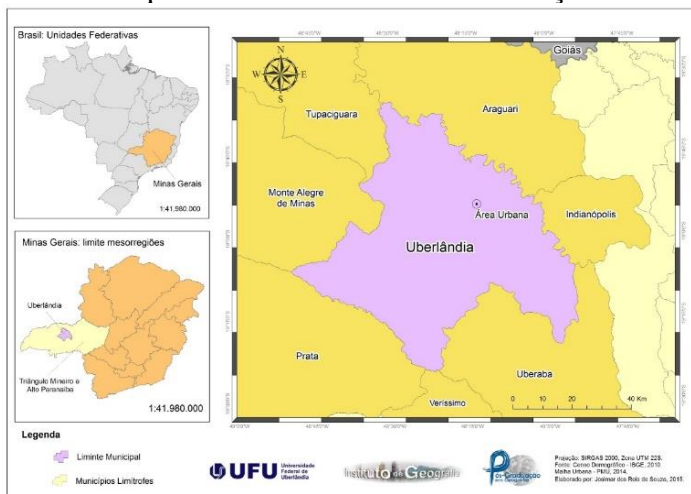 Brasil: Unidades Federativas
Minas Gerais
1:41.980.000
Minas Gerais: limite mesorregiões
Uberlândia
Triângulo Mineiro e
Alto Paranaíba
1:41.980.000
N
W
E
S
Goiás
Tupaciguara
Araguari
Monte Alegre
de Minas
Área Urbana
Indianópolis
Uberlândia
Prata
Uberaba
Veríssimo
0 10 20 40 Km
Legenda
Liminte Municipal
Municípios Limítrofes
UFU
Universidade
Federal de
Uberlândia
Instituto de Geografia
Pós-Graduação
Projeção: SIRGAS 2000, Zona UTM 22S.
Fonte: Censo Demográfico - IBGE, 2010
Malha Urbana - PMU, 2014.
Elaborado por: Josimar dos Reis de Souza, 2015.